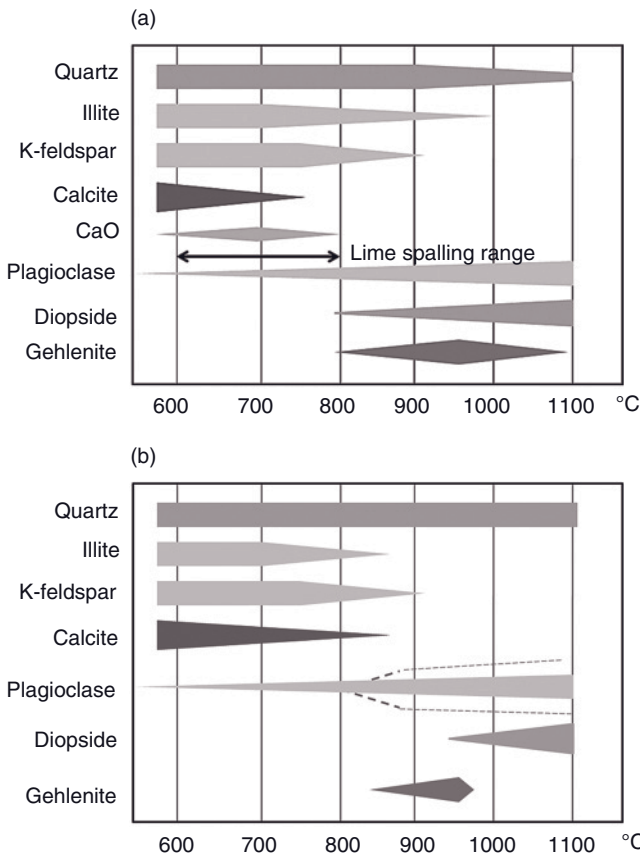 (a)
Quartz
Illite
K-feldspar
Calcite
CaO
Lime spalling range
Plagioclase
Diopside
Gehlenite
600 700 800 900 1000 1100 °C
(b)
Quartz
Illite
K-feldspar
Calcite
Plagioclase
Diopside
Gehlenite
600 700 800 900 1000 1100 °C